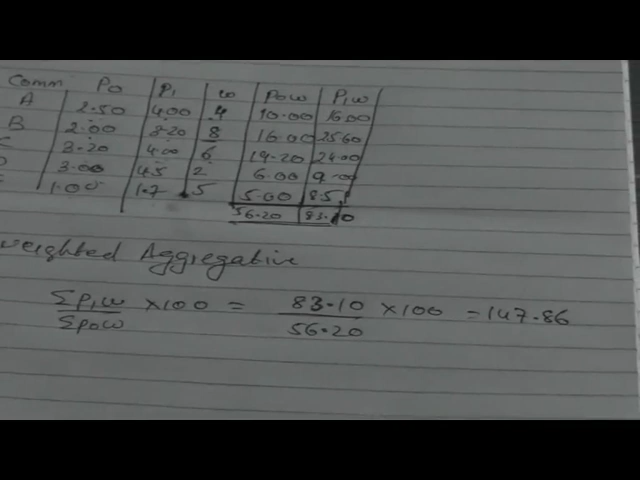 Comm Po P1 w Pow P1w
A 2.50 4.00 4 10.00 16.00
B 2.00 3.20 8 16.00 25.60
3.20 4.00 6 19.20 24.00
3.00 4.5 2 6.00 9.00
1.00 1.7 5 5.00 8.5
56.20 83.10
weighted Aggregative
ΣP1w/ΣPow ×100 = 83.10/56.20 ×100 = 147.86